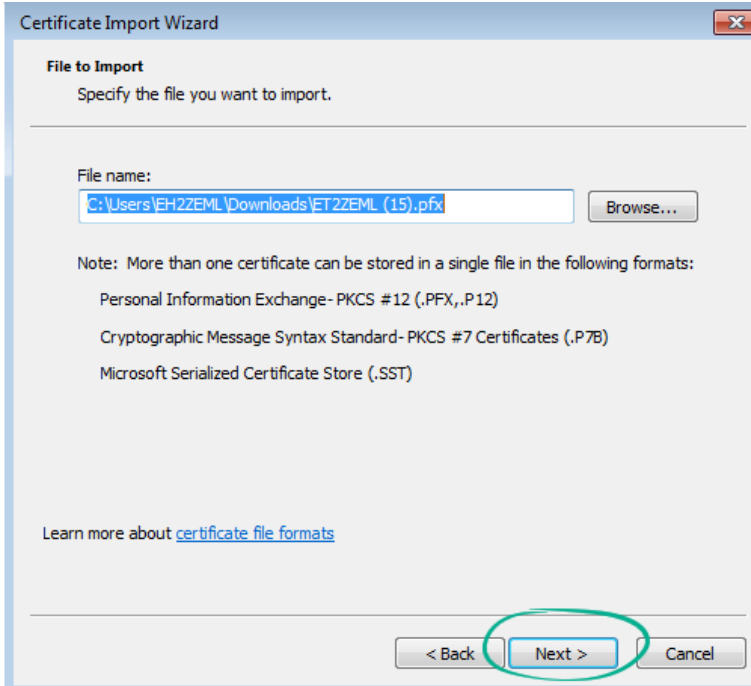 Certificate Import Wizard
File to Import
Specify the file you want to import.
File name:
C:\Users\EH2ZEML\Downloads\ET2ZEML (15).pfx
Browse...
Note: More than one certificate can be stored in a single file in the following formats:
Personal Information Exchange- PKCS #12 (.PFX,.P12)
Cryptographic Message Syntax Standard- PKCS #7 Certificates (.P7B)
Microsoft Serialized Certificate Store (.SST)
Learn more about certificate file formats
< Back Next > Cancel